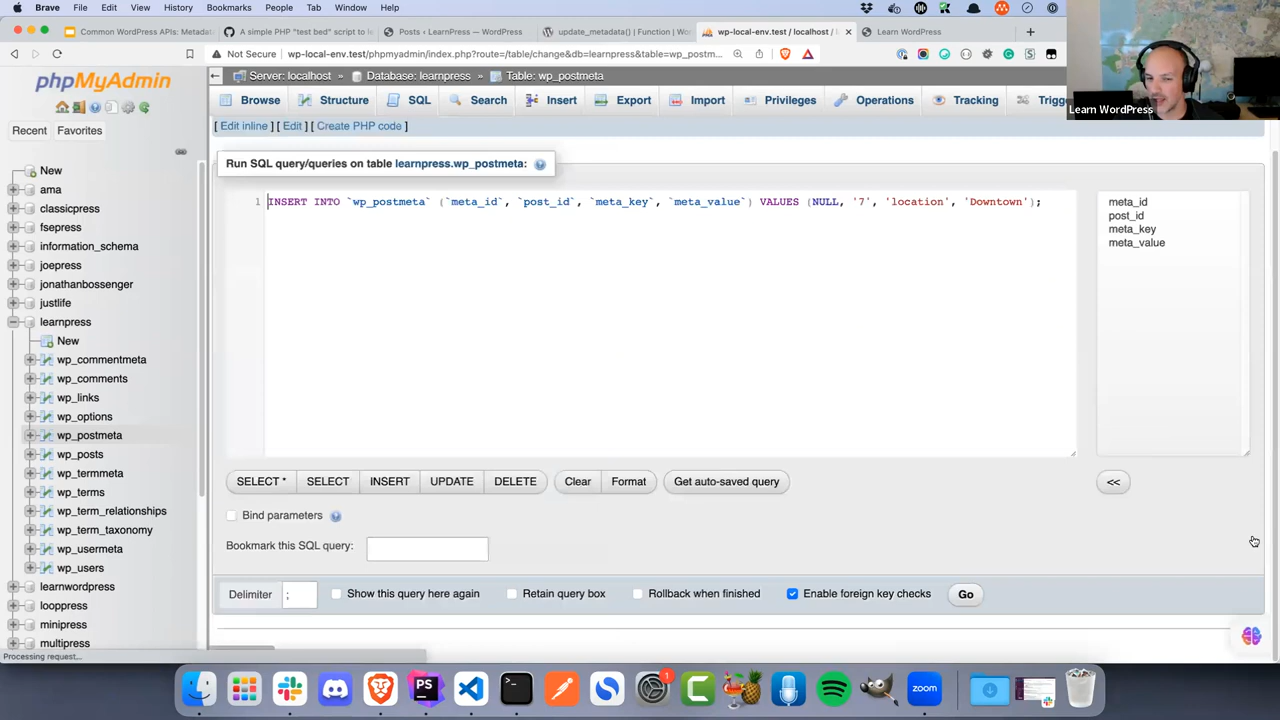 Brave File Edit View History Bookmarks People Tab Window Help
Common WordPress APIs: Metada
A simple PHP "test bed" script to le
Posts ‹ LearnPress — WordPress
update_metadata() | Function | Wo
wp-local-env.test / localhost / l
Learn WordPress
Not Secure wp-local-env.test/phpmyadmin/index.php?route=/table/change&db=learnpress&table=wp_postm...
phpMyAdmin
Recent Favorites
New
ama
classicpress
fsepress
information_schema
joepress
jonathanbossenger
justlife
learnpress
New
wp_commentmeta
wp_comments
wp_links
wp_options
wp_postmeta
wp_posts
wp_termmeta
wp_terms
wp_term_relationships
wp_term_taxonomy
wp_usermeta
wp_users
learnwordpress
looppress
minipress
multipress
Processing request...
Server: localhost » Database: learnpress » Table: wp_postmeta
Browse Structure SQL Search Insert Export Import Privileges Operations Tracking Trigg
[ Edit inline ] [ Edit ] [ Create PHP code ]
Run SQL query/queries on table learnpress.wp_postmeta:
1 INSERT INTO `wp_postmeta` (`meta_id`, `post_id`, `meta_key`, `meta_value`) VALUES (NULL, '7', 'location', 'Downtown');
meta_id
post_id
meta_key
meta_value
SELECT * SELECT INSERT UPDATE DELETE Clear Format Get auto-saved query <<
Bind parameters
Bookmark this SQL query:
Delimiter ; Show this query here again Retain query box Rollback when finished Enable foreign key checks Go
Learn WordPress
PS
1
zoom